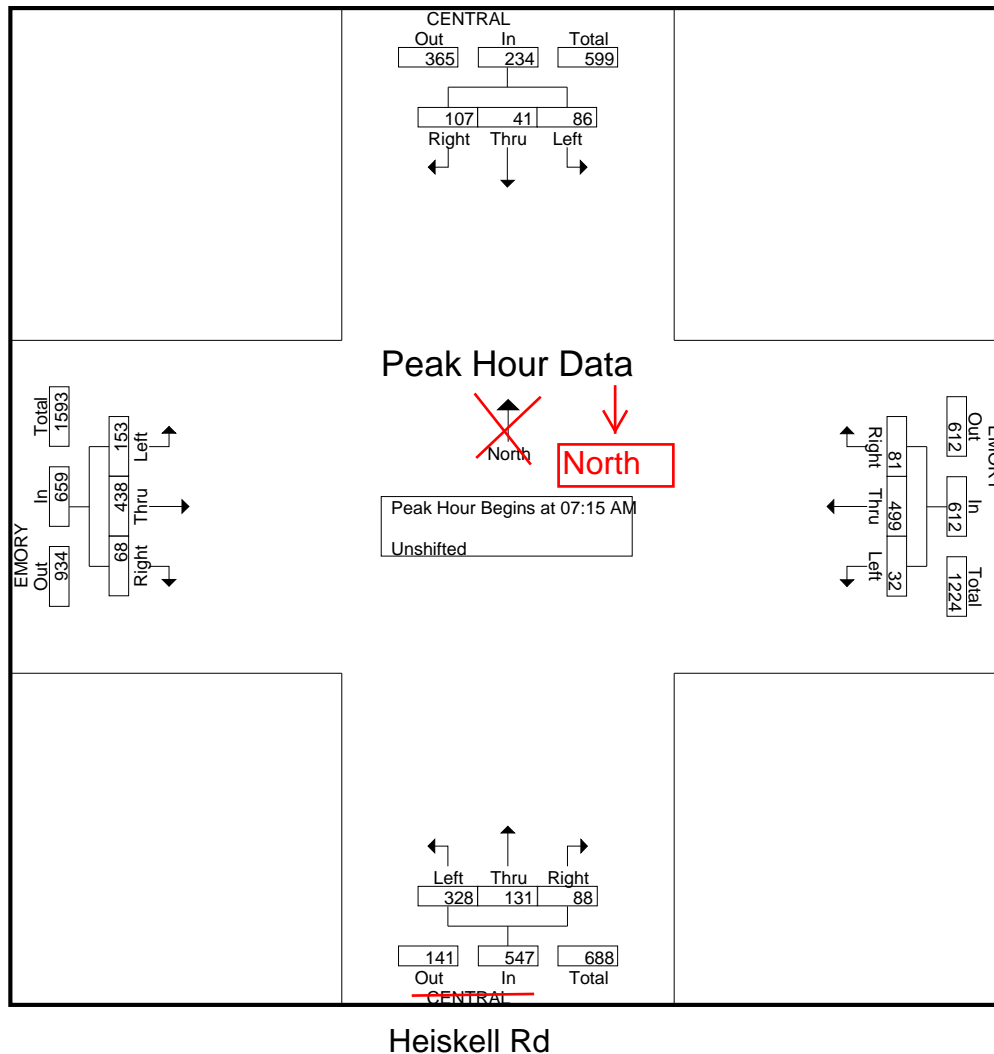 CENTRAL
Out In Total
365 234 599
107 41 86
Right Thru Left
Peak Hour Data
North
North
Peak Hour Begins at 07:15 AM
Unshifted
EMORY
Out In Total
934 659 1593
68 438 153
Right Thru Left
EMORY
Out In Total
612 612 1224
81 499 32
Right Thru Left
Left Thru Right
328 131 88
141 547 688
Out In Total
CENTRAL
Heiskell Rd